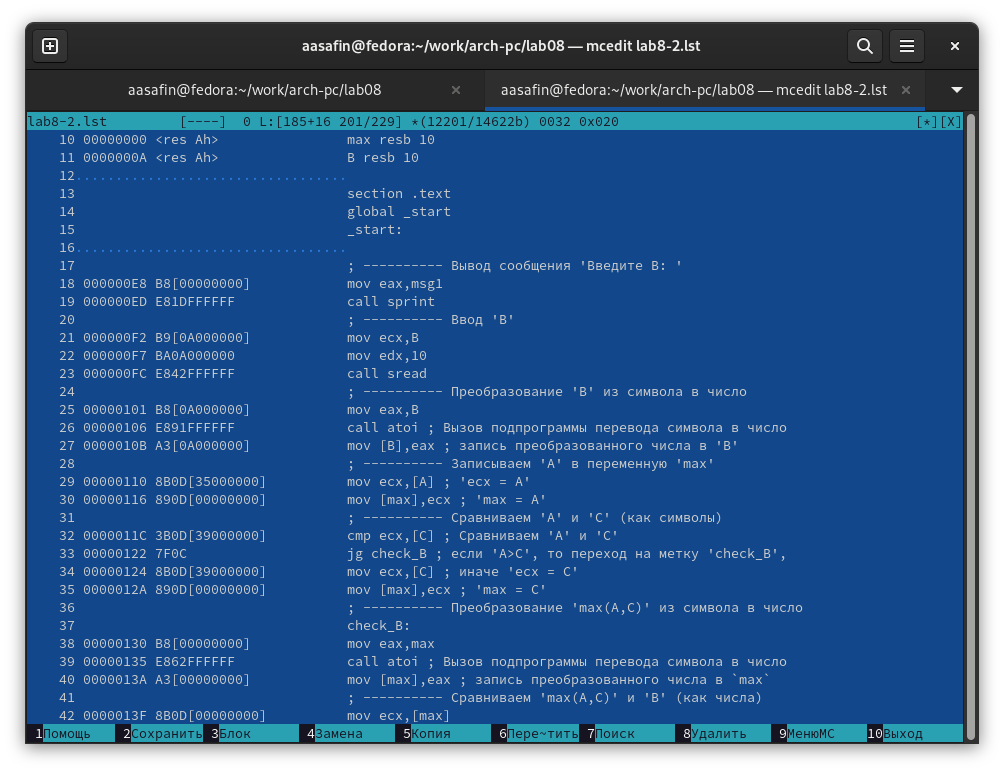 aasafin@fedora:~/work/arch-pc/lab08 — mcedit lab8-2.lst
aasafin@fedora:~/work/arch-pc/lab08 × aasafin@fedora:~/work/arch-pc/lab08 — mcedit lab8-2.lst ×
lab8-2.lst [----] 0 L:[185+16 201/229] *(12201/14622b) 0032 0x020 [*][X]
10 00000000 <res Ah> max resb 10
11 0000000A <res Ah> B resb 10
12..................................
13 section .text
14 global _start
15 _start:
16..................................
17 ; ---------- Вывод сообщения 'Введите B: '
18 000000E8 B8[00000000] mov eax,msg1
19 000000ED E81DFFFFFF call sprint
20 ; ---------- Ввод 'B'
21 000000F2 B9[0A000000] mov ecx,B
22 000000F7 BA0A000000 mov edx,10
23 000000FC E842FFFFFF call sread
24 ; ---------- Преобразование 'B' из символа в число
25 00000101 B8[0A000000] mov eax,B
26 00000106 E891FFFFFF call atoi ; Вызов подпрограммы перевода символа в число
27 0000010B A3[0A000000] mov [B],eax ; запись преобразованного числа в 'B'
28 ; ---------- Записываем 'A' в переменную 'max'
29 00000110 8B0D[35000000] mov ecx,[A] ; 'ecx = A'
30 00000116 890D[00000000] mov [max],ecx ; 'max = A'
31 ; ---------- Сравниваем 'A' и 'С' (как символы)
32 0000011C 3B0D[39000000] cmp ecx,[C] ; Сравниваем 'A' и 'С'
33 00000122 7F0C jg check_B ; если 'A>C', то переход на метку 'check_B',
34 00000124 8B0D[39000000] mov ecx,[C] ; иначе 'ecx = C'
35 0000012A 890D[00000000] mov [max],ecx ; 'max = C'
36 ; ---------- Преобразование 'max(A,C)' из символа в число
37 check_B:
38 00000130 B8[00000000] mov eax,max
39 00000135 E862FFFFFF call atoi ; Вызов подпрограммы перевода символа в число
40 0000013A A3[00000000] mov [max],eax ; запись преобразованного числа в `max`
41 ; ---------- Сравниваем 'max(A,C)' и 'B' (как числа)
42 0000013F 8B0D[00000000] mov ecx,[max]
1Помощь 2Сохранить 3Блок 4Замена 5Копия 6Пере~тить 7Поиск 8Удалить 9МенюМС 10Выход